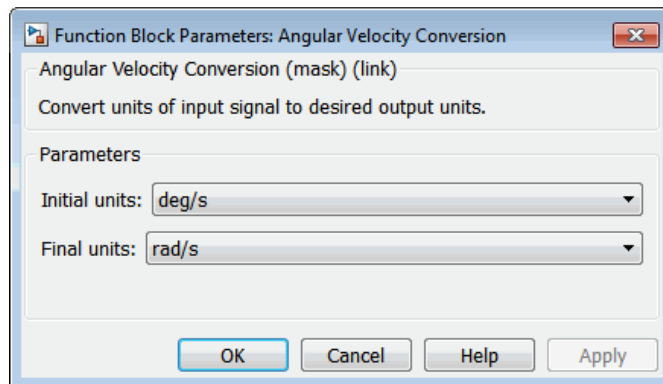 Function Block Parameters: Angular Velocity Conversion
Angular Velocity Conversion (mask) (link)
Convert units of input signal to desired output units.
Parameters
Initial units: deg/s
Final units: rad/s
OK Cancel Help Apply